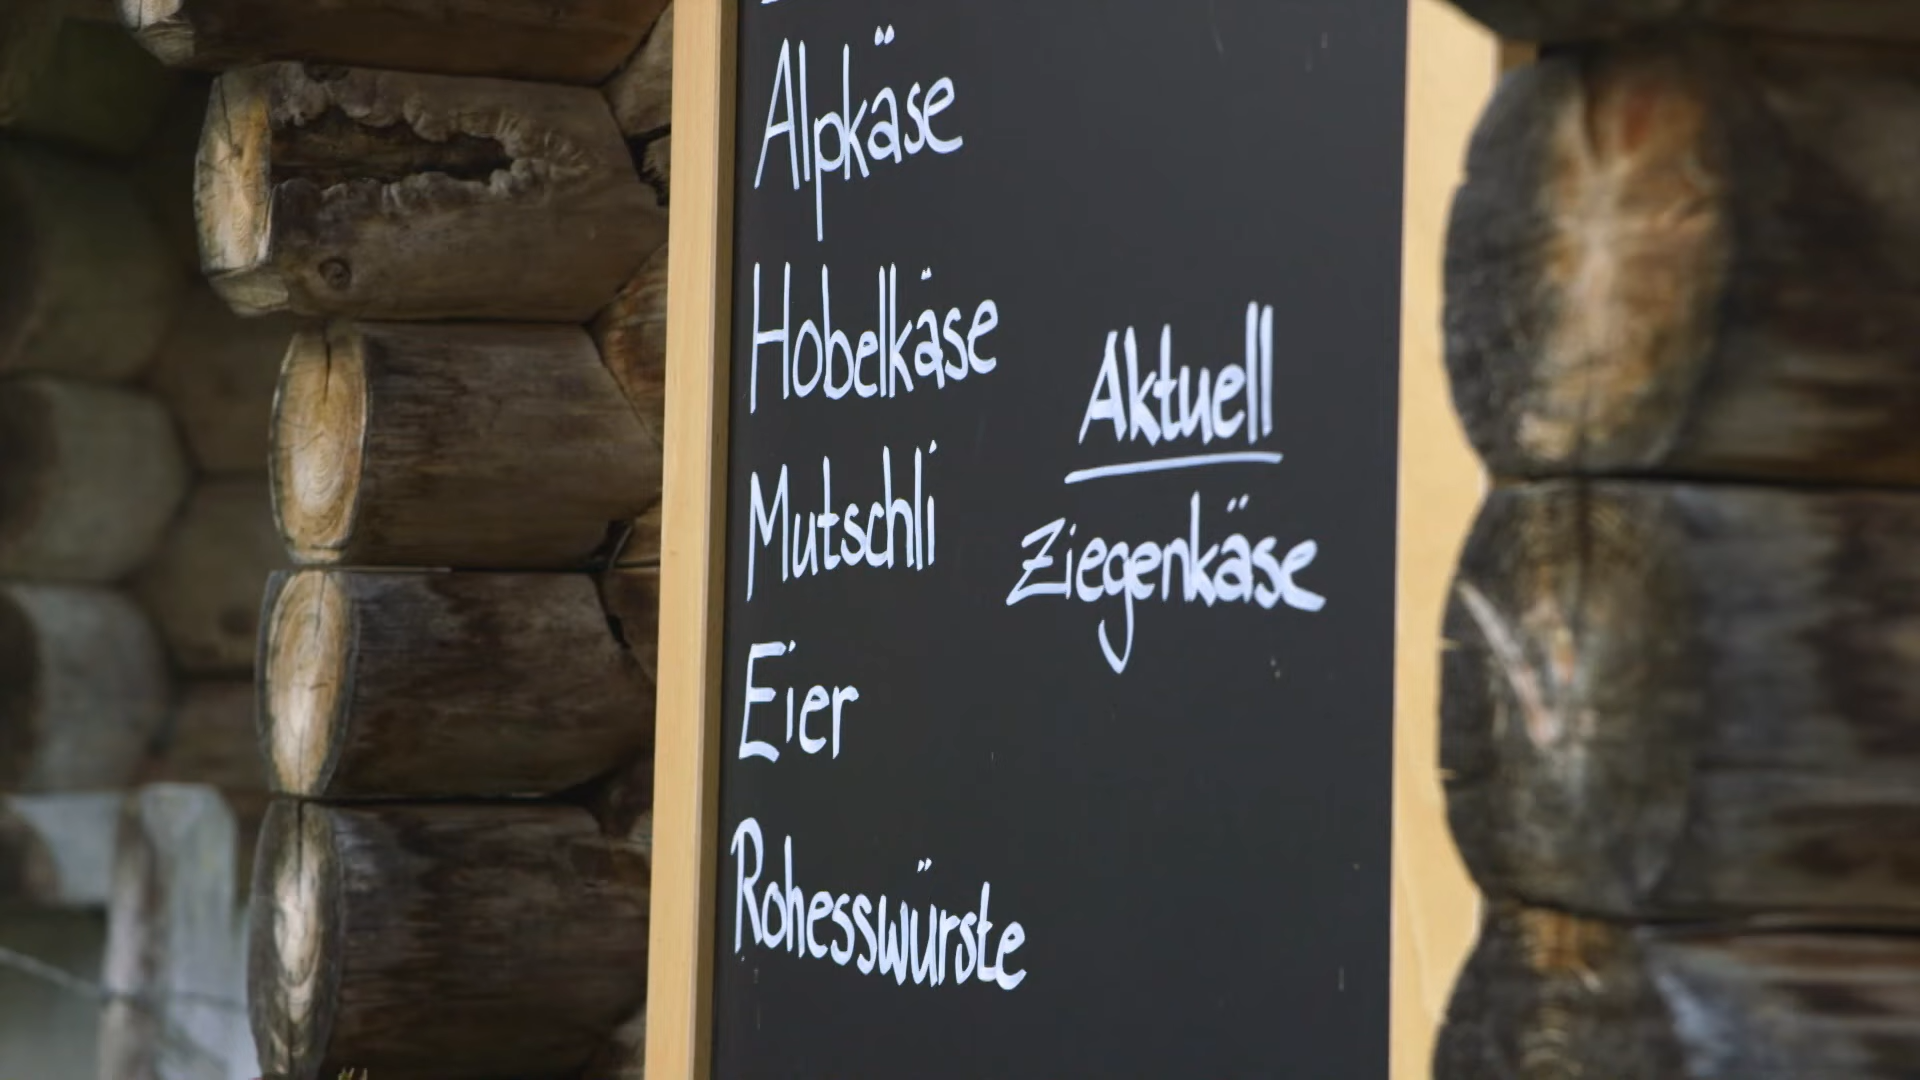 Alpkäse
Hobelkäse
Mutschli
Eier
Rohesswürste
Aktuell
Ziegenkäse